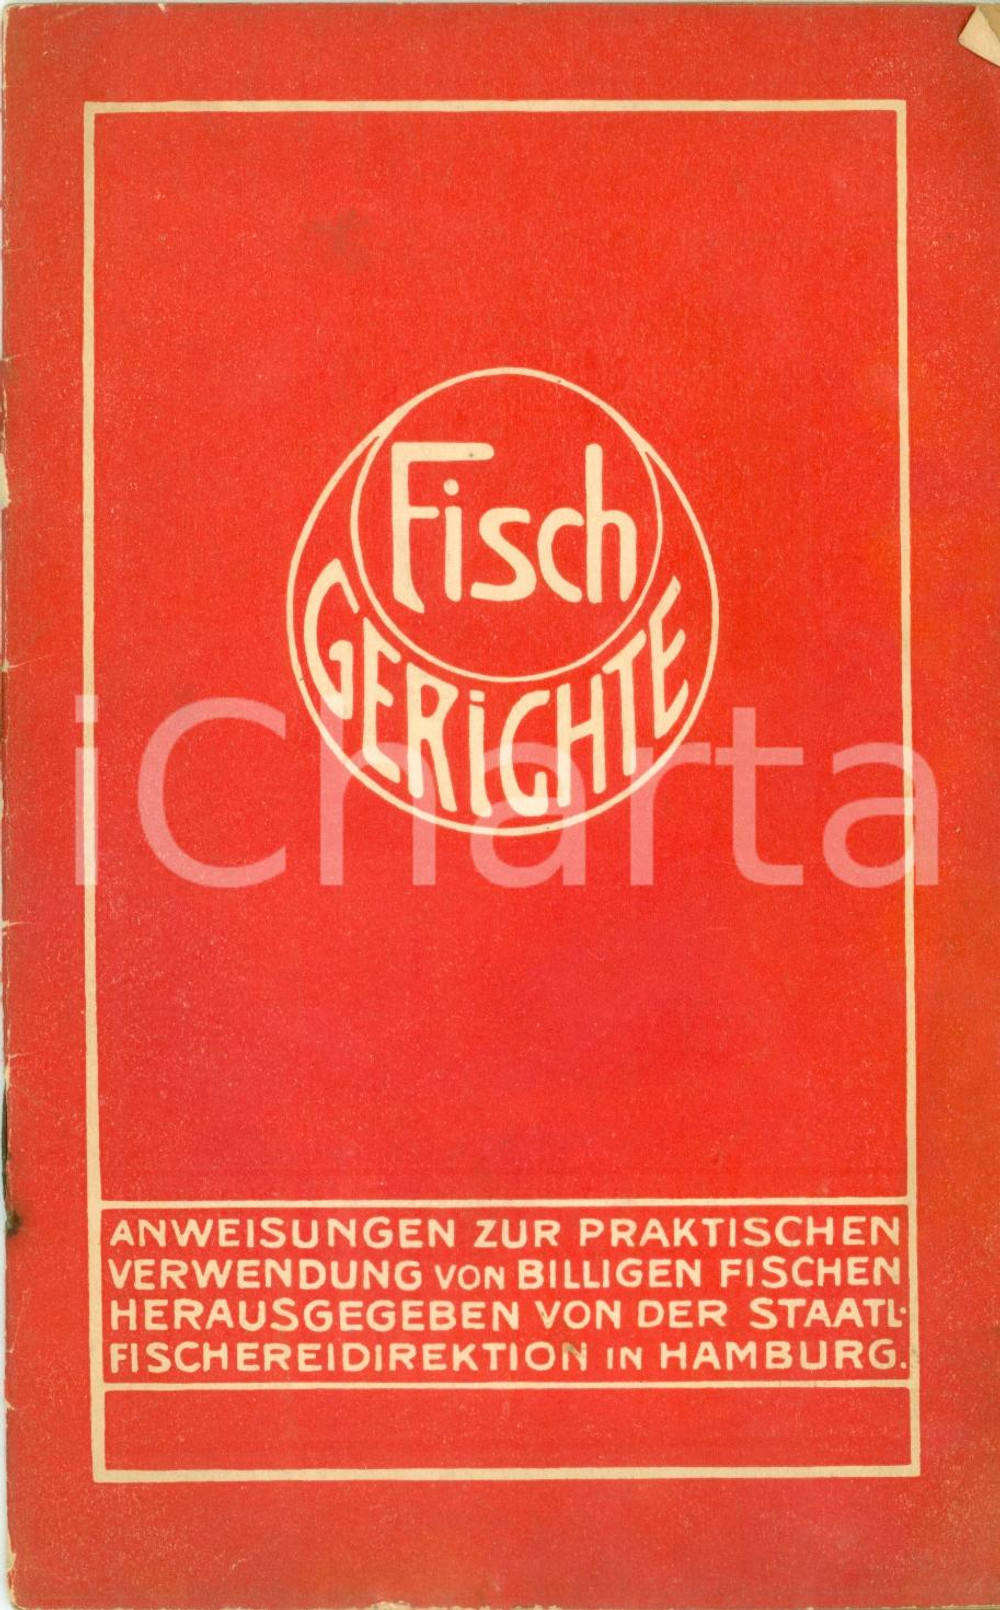 Fisch
GERiCHTE
iCharta
ANWEISUNGEN ZUR PRAKTISCHEN
VERWENDUNG VON BILLIGEN FISCHEN
HERAUSGEGEBEN VON DER STAATL.
FISCHEREIDIREKTION IN HAMBURG.